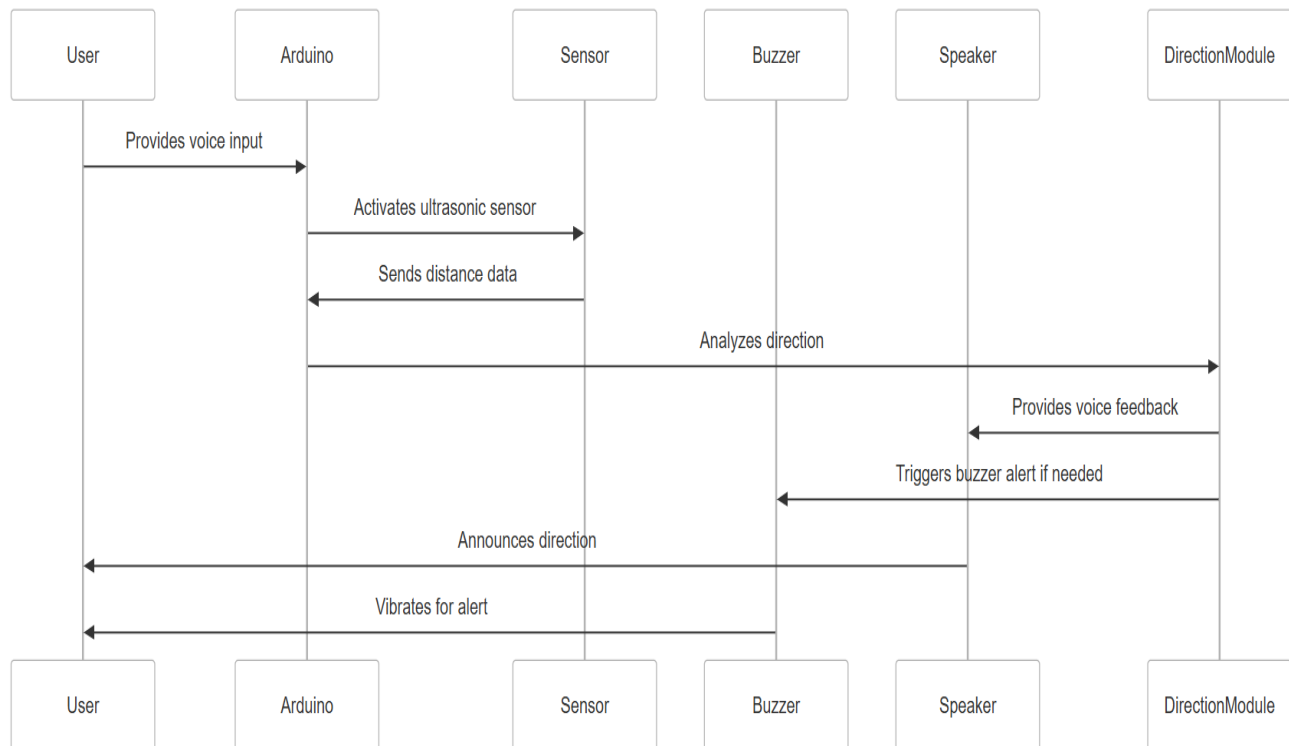 User Arduino Sensor Buzzer Speaker DirectionModule
Provides voice input
Activates ultrasonic sensor
Sends distance data
Analyzes direction
Provides voice feedback
Triggers buzzer alert if needed
Announces direction
Vibrates for alert
User Arduino Sensor Buzzer Speaker DirectionModule